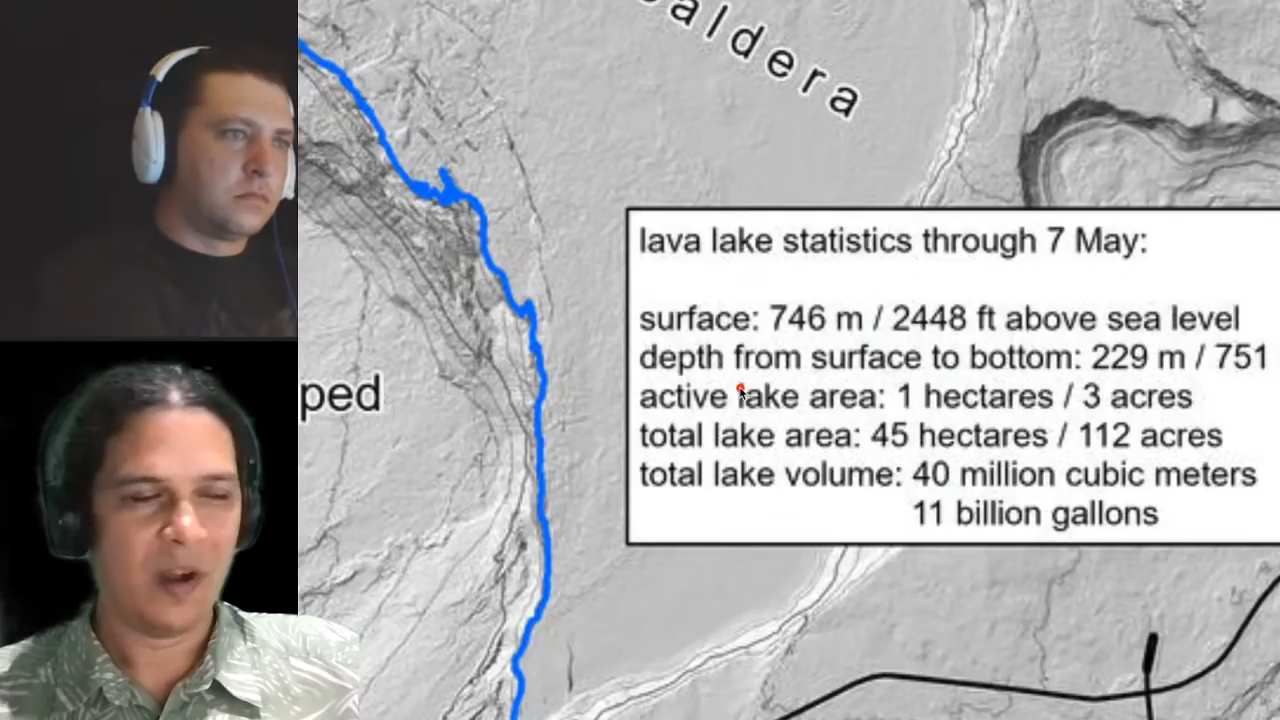 aldera
ped
lava lake statistics through 7 May:
surface: 746 m / 2448 ft above sea level
depth from surface to bottom: 229 m / 751
active lake area: 1 hectares / 3 acres
total lake area: 45 hectares / 112 acres
total lake volume: 40 million cubic meters
11 billion gallons